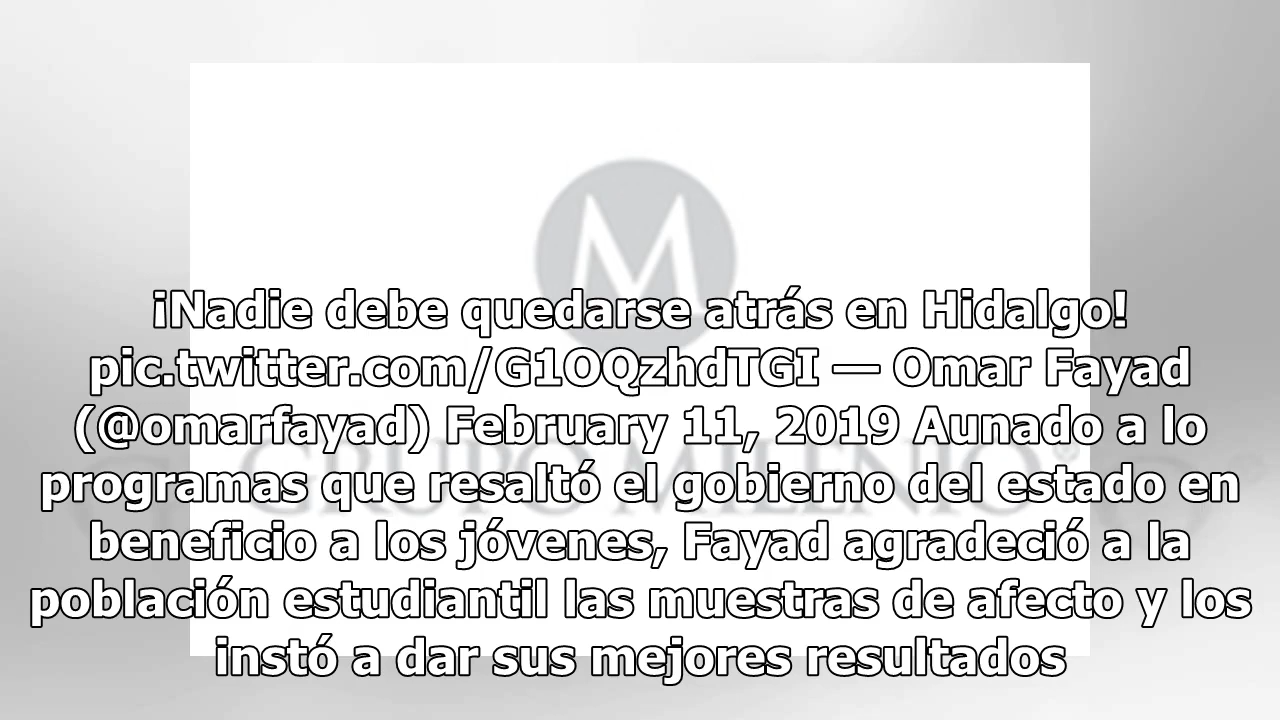 M
¡Nadie debe quedarse atrás en Hidalgo!
pic.twitter.com/G1OQzhdTGI — Omar Fayad
(@omarfayad) February 11, 2019 Aunado a lo
programas que resaltó el gobierno del estado en
GRUPO MILENIO®
beneficio a los jóvenes, Fayad agradeció a la
población estudiantil las muestras de afecto y los
instó a dar sus mejores resultados